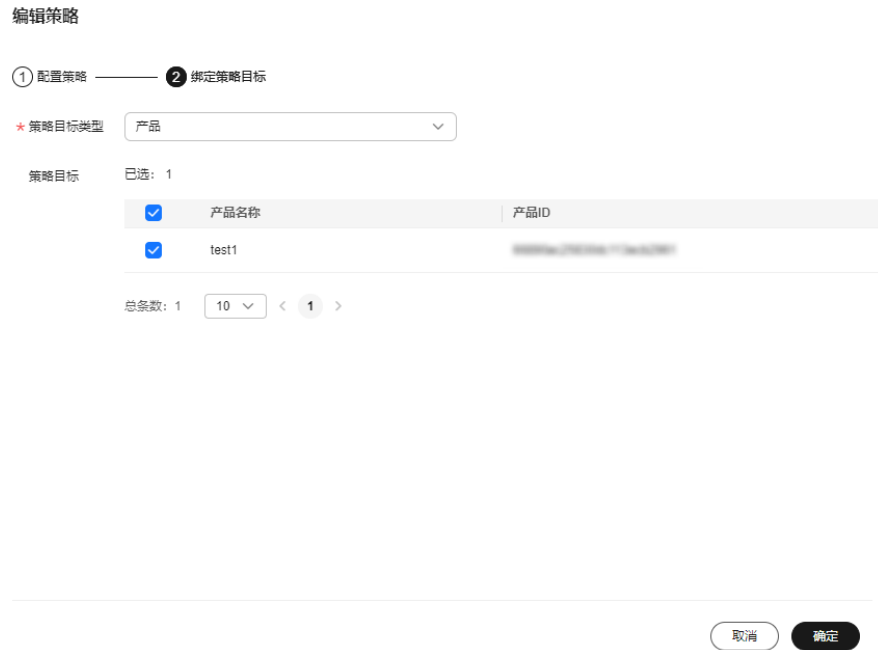 编辑策略
1 配置策略 2 绑定策略目标
* 策略目标类型 产品
策略目标 已选: 1
产品名称 产品ID
test1
总条数: 1 10 < 1 >
取消 确定